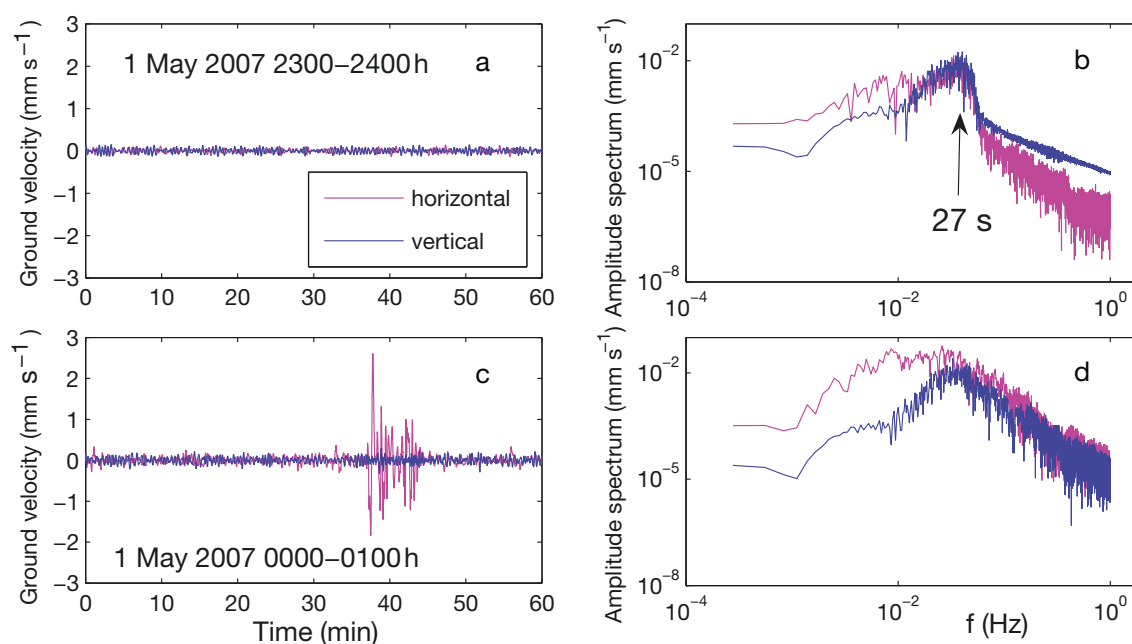 3
2
1
0
−1
−2
−3
Ground velocity (mm s−1)
1 May 2007 2300−2400h
a
horizontal
vertical
0
10
20
30
40
50
60
10−2
10−5
10−8
Amplitude spectrum (mm s−1)
b
27 s
10−4
10−2
100
3
2
1
0
−1
−2
−3
Ground velocity (mm s−1)
c
1 May 2007 0000−0100h
0
10
20
30
40
50
60
Time (min)
10−2
10−5
10−8
Amplitude spectrum (mm s−1)
d
10−4
10−2
100
f (Hz)